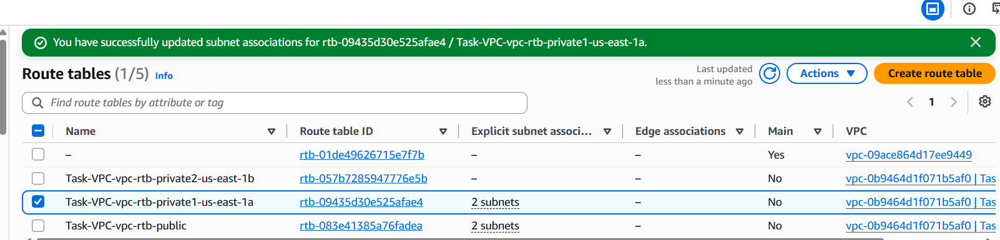 You have successfully updated subnet associations for rtb-09435d30e525afae4 / Task-VPC-vpc-rtb-private1-us-east-1a.
Route tables (1/5) Info
Last updated
less than a minute ago
Actions
Create route table
Find route tables by attribute or tag
1
Name Route table ID Explicit subnet associ... Edge associations Main VPC
– rtb-01de49626715e7f7b – – Yes vpc-09ace864d17ee9449
Task-VPC-vpc-rtb-private2-us-east-1b rtb-057b7285947776e5b – – No vpc-0b9464d1f071b5af0 | Tas
Task-VPC-vpc-rtb-private1-us-east-1a rtb-09435d30e525afae4 2 subnets – No vpc-0b9464d1f071b5af0 | Tas
Task-VPC-vpc-rtb-public rtb-083e41385a76fadea 2 subnets – No vpc-0b9464d1f071b5af0 | Tas